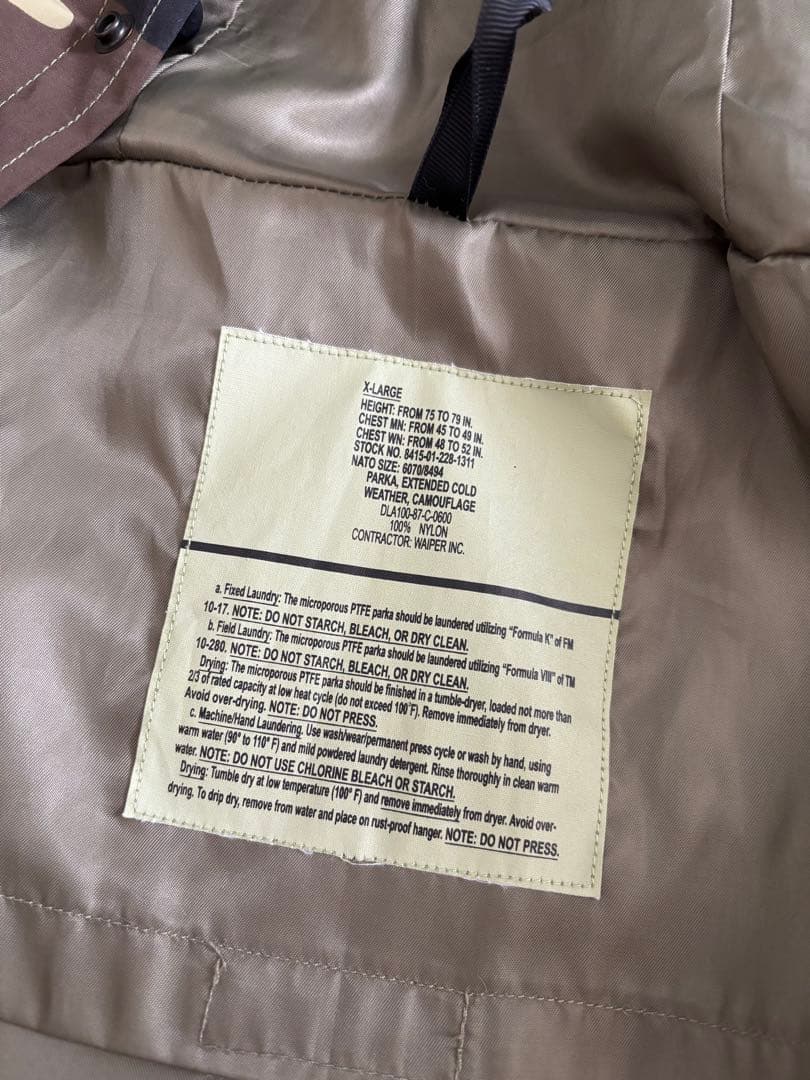 X-LARGE
HEIGHT: FROM 75 TO 79 IN.
CHEST MN: FROM 45 TO 49 IN.
CHEST WN: FROM 48 TO 52 IN.
STOCK NO. 8415-01-228-1311
NATO SIZE: 6070/8494
PARKA, EXTENDED COLD
WEATHER, CAMOUFLAGE
DLA100-87-C-0600
100% NYLON
CONTRACTOR: WAIPER INC.
a. Fixed Laundry: The microporous PTFE parka should be laundered utilizing "Formula K" of FM
10-17. NOTE: DO NOT STARCH, BLEACH, OR DRY CLEAN.
b. Field Laundry: The microporous PTFE parka should be laundered utilizing "Formula VIII" of TM
10-280. NOTE: DO NOT STARCH, BLEACH, OR DRY CLEAN.
Drying: The microporous PTFE parka should be finished in a tumble-dryer, loaded not more than
2/3 of rated capacity at low heat cycle (do not exceed 100°F). Remove immediately from dryer.
Avoid over-drying. NOTE: DO NOT PRESS.
c. Machine/Hand Laundering. Use wash/wear/permanent press cycle or wash by hand, using
warm water (90° to 110° F) and mild powdered laundry detergent. Rinse thoroughly in clean warm
water. NOTE: DO NOT USE CHLORINE BLEACH OR STARCH.
Drying: Tumble dry at low temperature (100° F) and remove immediately from dryer. Avoid over-
drying. To drip dry, remove from water and place on rust-proof hanger. NOTE: DO NOT PRESS.